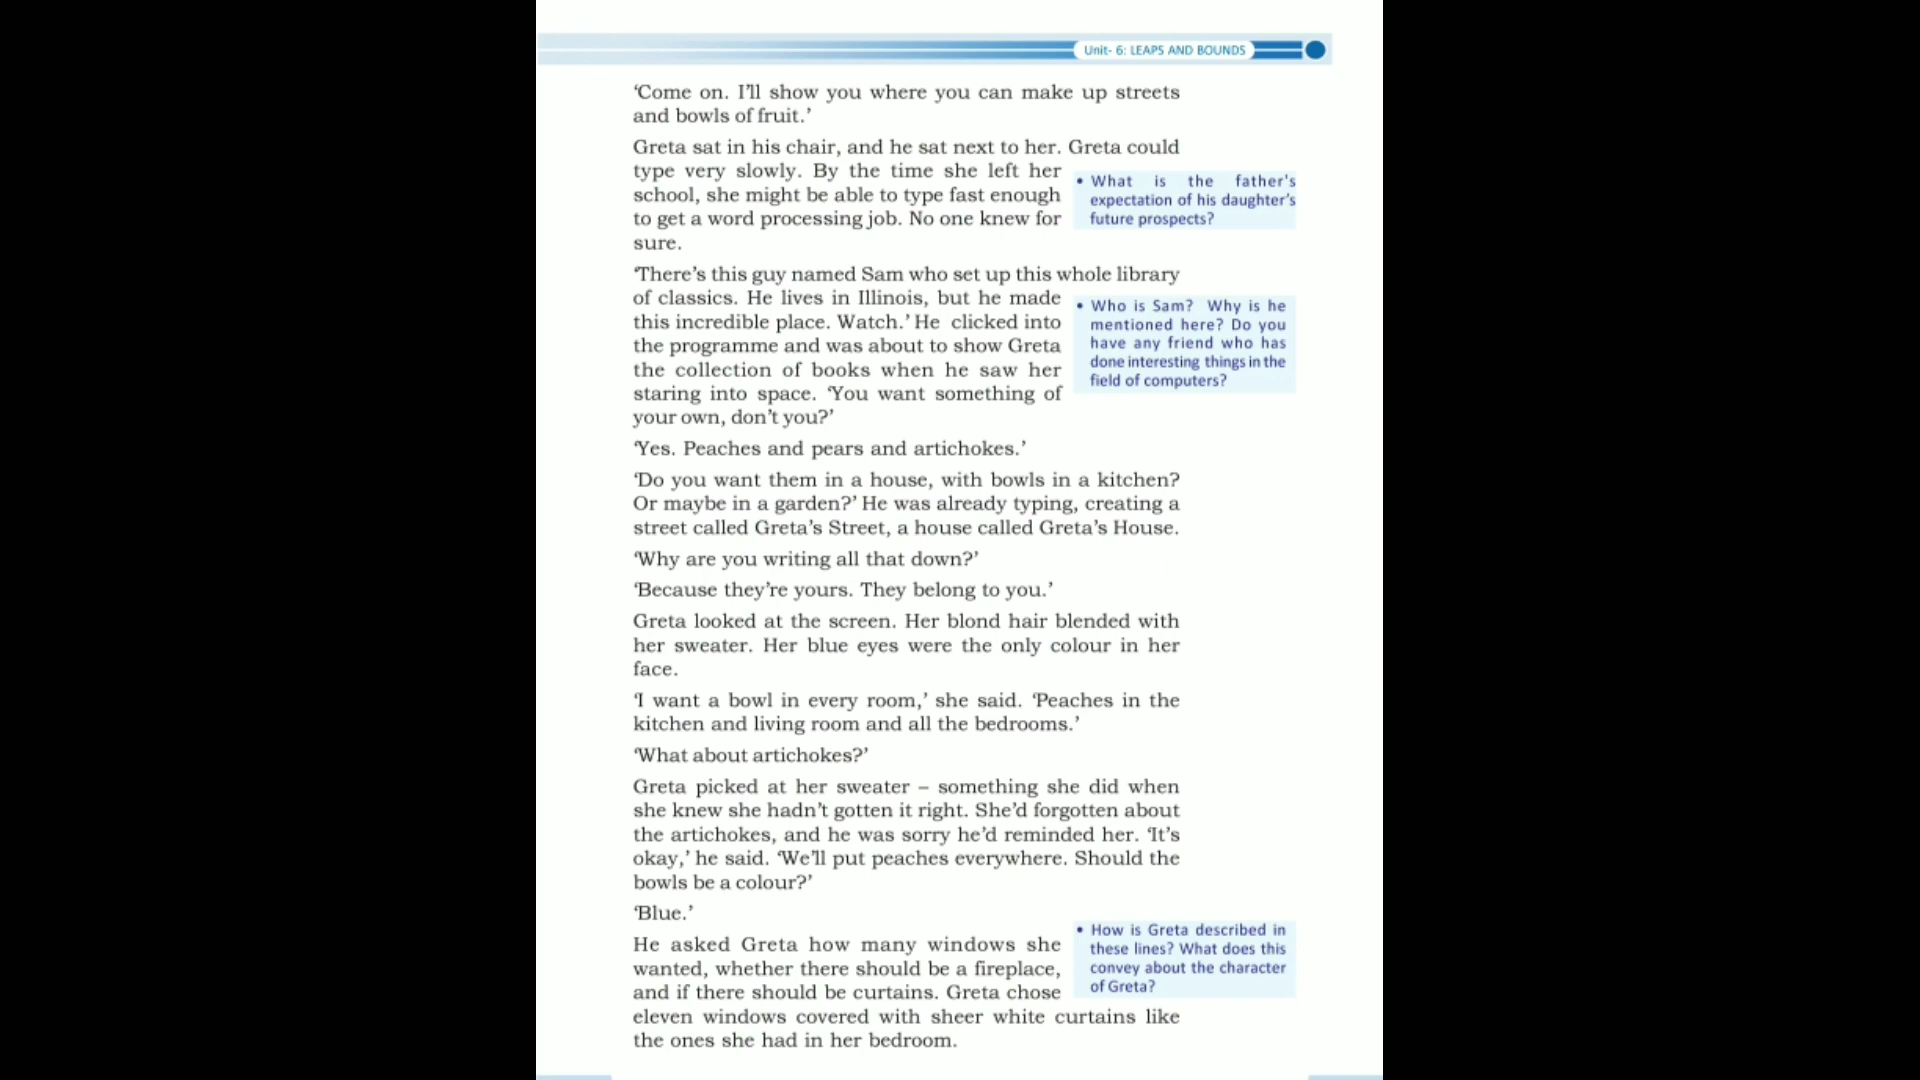 Unit- 6: LEAPS AND BOUNDS
‘Come on. I’ll show you where you can make up streets
and bowls of fruit.’
Greta sat in his chair, and he sat next to her. Greta could
type very slowly. By the time she left her
school, she might be able to type fast enough
to get a word processing job. No one knew for
sure.
• What is the father's
expectation of his daughter’s
future prospects?
‘There’s this guy named Sam who set up this whole library
of classics. He lives in Illinois, but he made
this incredible place. Watch.’ He clicked into
the programme and was about to show Greta
the collection of books when he saw her
staring into space. ‘You want something of
your own, don’t you?’
• Who is Sam? Why is he
mentioned here? Do you
have any friend who has
done interesting things in the
field of computers?
‘Yes. Peaches and pears and artichokes.’
‘Do you want them in a house, with bowls in a kitchen?
Or maybe in a garden?’ He was already typing, creating a
street called Greta’s Street, a house called Greta’s House.
‘Why are you writing all that down?’
‘Because they’re yours. They belong to you.’
Greta looked at the screen. Her blond hair blended with
her sweater. Her blue eyes were the only colour in her
face.
‘I want a bowl in every room,’ she said. ‘Peaches in the
kitchen and living room and all the bedrooms.’
‘What about artichokes?’
Greta picked at her sweater – something she did when
she knew she hadn’t gotten it right. She’d forgotten about
the artichokes, and he was sorry he’d reminded her. ‘It’s
okay,’ he said. ‘We’ll put peaches everywhere. Should the
bowls be a colour?’
‘Blue.’
He asked Greta how many windows she
wanted, whether there should be a fireplace,
and if there should be curtains. Greta chose
eleven windows covered with sheer white curtains like
the ones she had in her bedroom.
• How is Greta described in
these lines? What does this
convey about the character
of Greta?